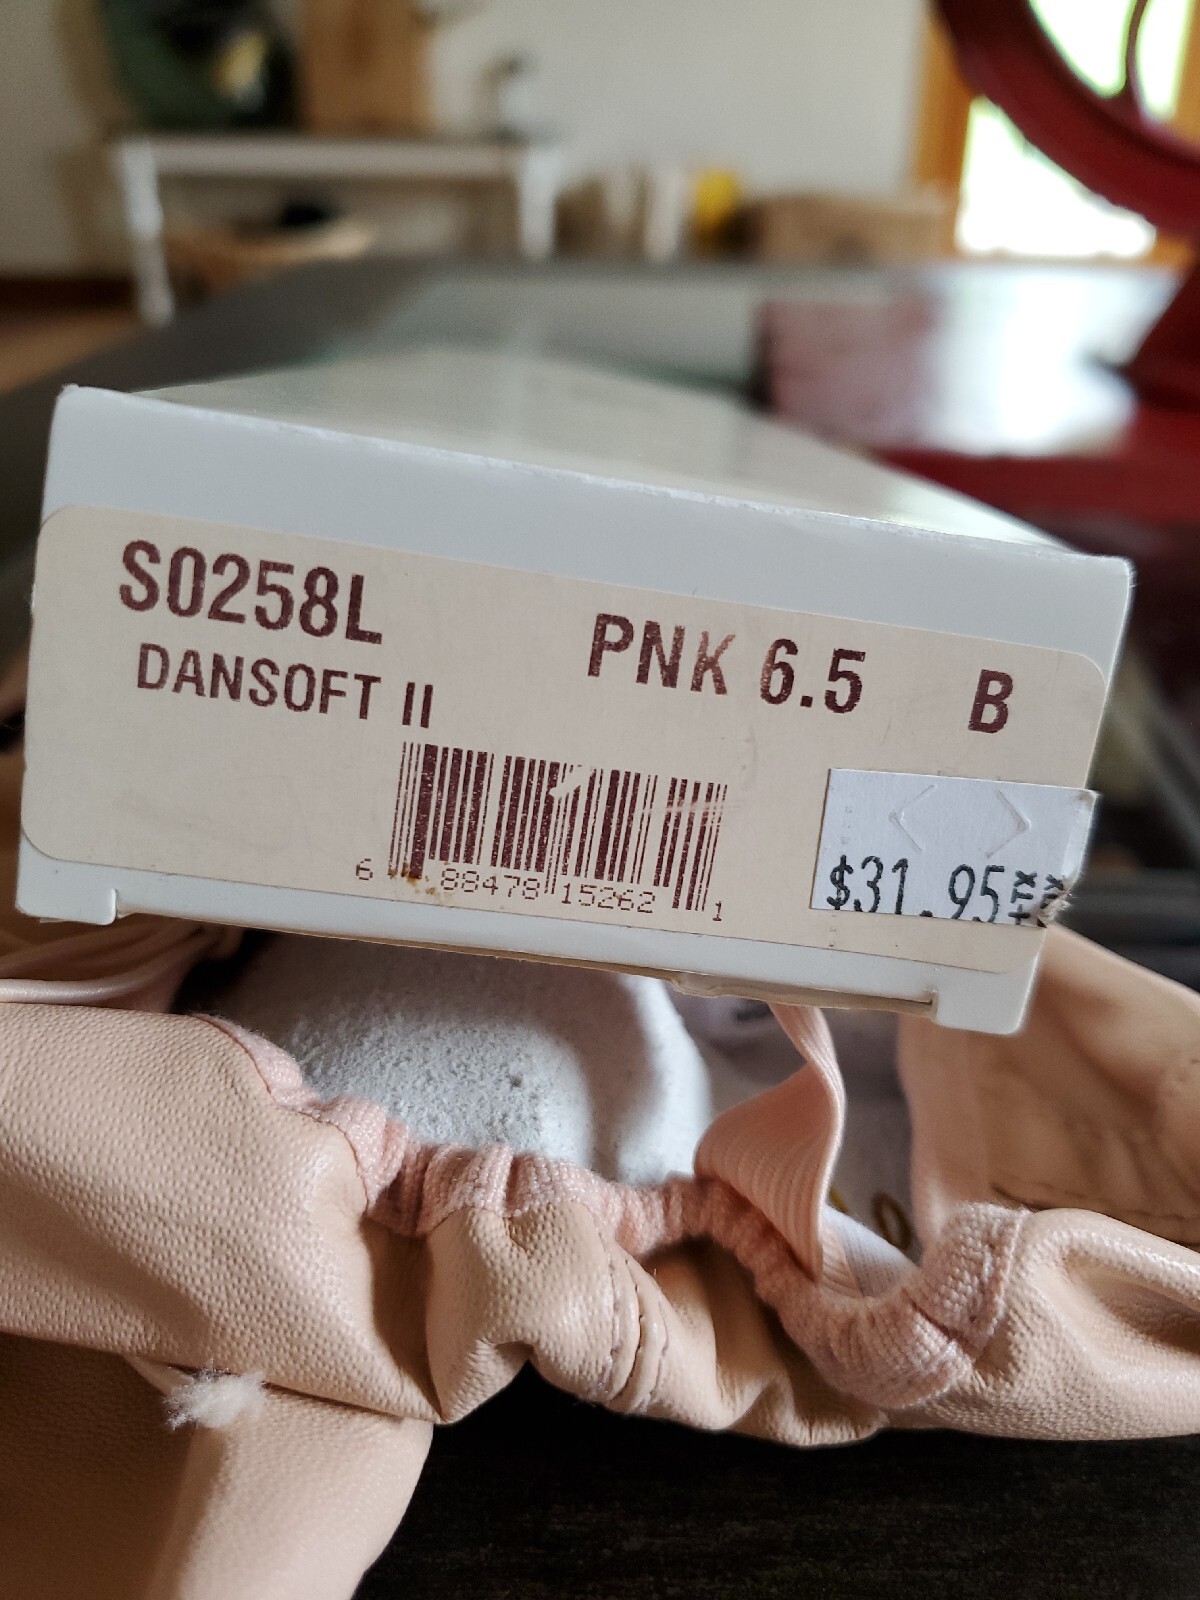 S0258L
PNK 6.5 B
DANSOFT II
6 88478 15262 1
$31.95